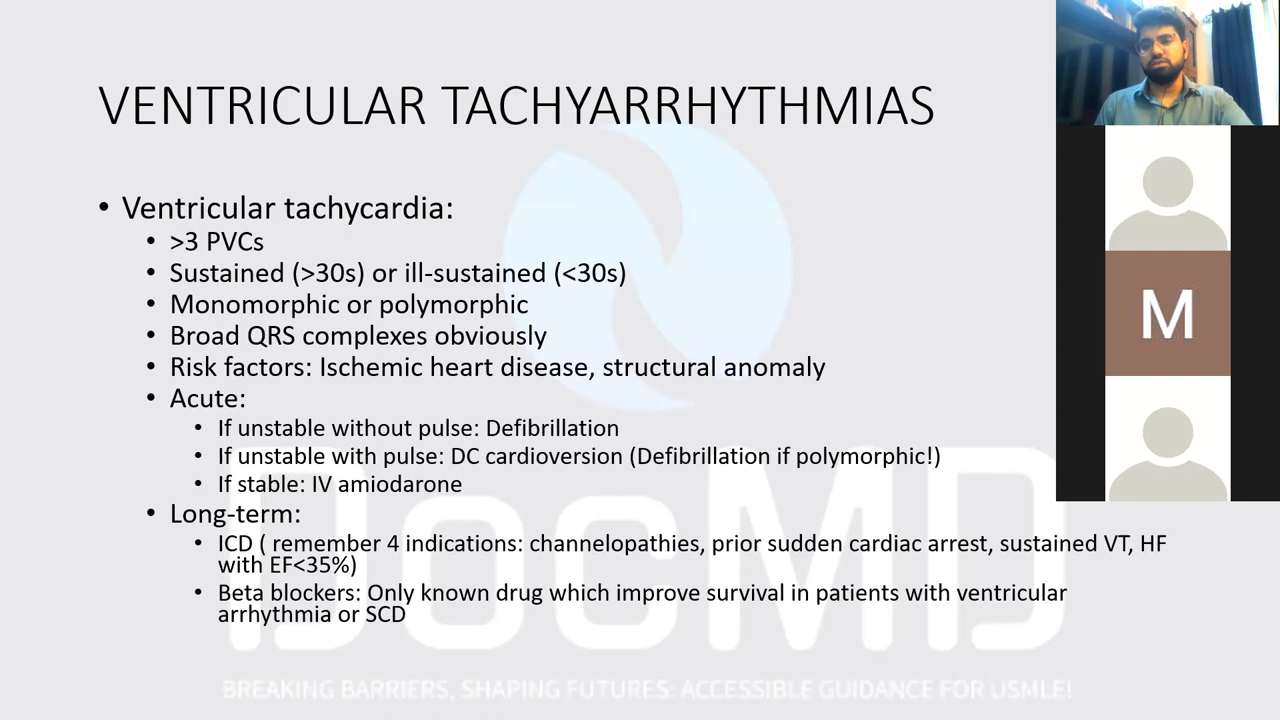 VENTRICULAR TACHYARRHYTHMIAS
• Ventricular tachycardia:
• >3 PVCs
• Sustained (>30s) or ill-sustained (<30s)
• Monomorphic or polymorphic
• Broad QRS complexes obviously
• Risk factors: Ischemic heart disease, structural anomaly
• Acute:
• If unstable without pulse: Defibrillation
• If unstable with pulse: DC cardioversion (Defibrillation if polymorphic!)
• If stable: IV amiodarone
• Long-term:
• ICD ( remember 4 indications: channelopathies, prior sudden cardiac arrest, sustained VT, HF
with EF<35%)
• Beta blockers: Only known drug which improve survival in patients with ventricular
arrhythmia or SCD
DocMD
BREAKING BARRIERS, SHAPING FUTURES: ACCESSIBLE GUIDANCE FOR USMLE!
M